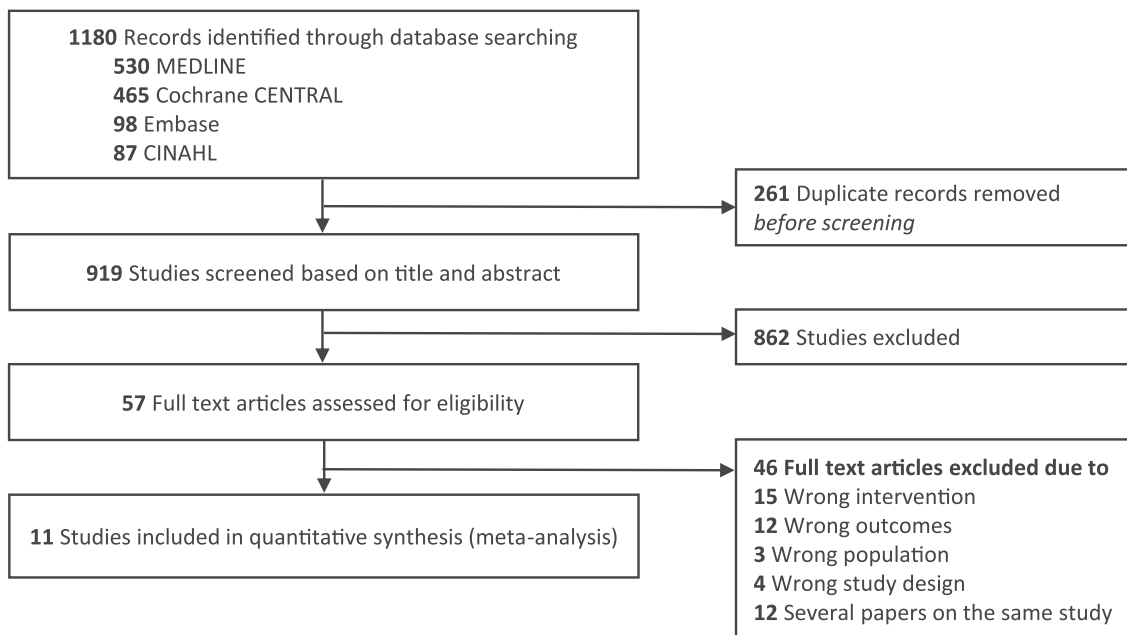 1180 Records identified through database searching
530 MEDLINE
465 Cochrane CENTRAL
98 Embase
87 CINAHL
261 Duplicate records removed
before screening
919 Studies screened based on title and abstract
862 Studies excluded
57 Full text articles assessed for eligibility
46 Full text articles excluded due to
15 Wrong intervention
12 Wrong outcomes
3 Wrong population
4 Wrong study design
12 Several papers on the same study
11 Studies included in quantitative synthesis (meta-analysis)